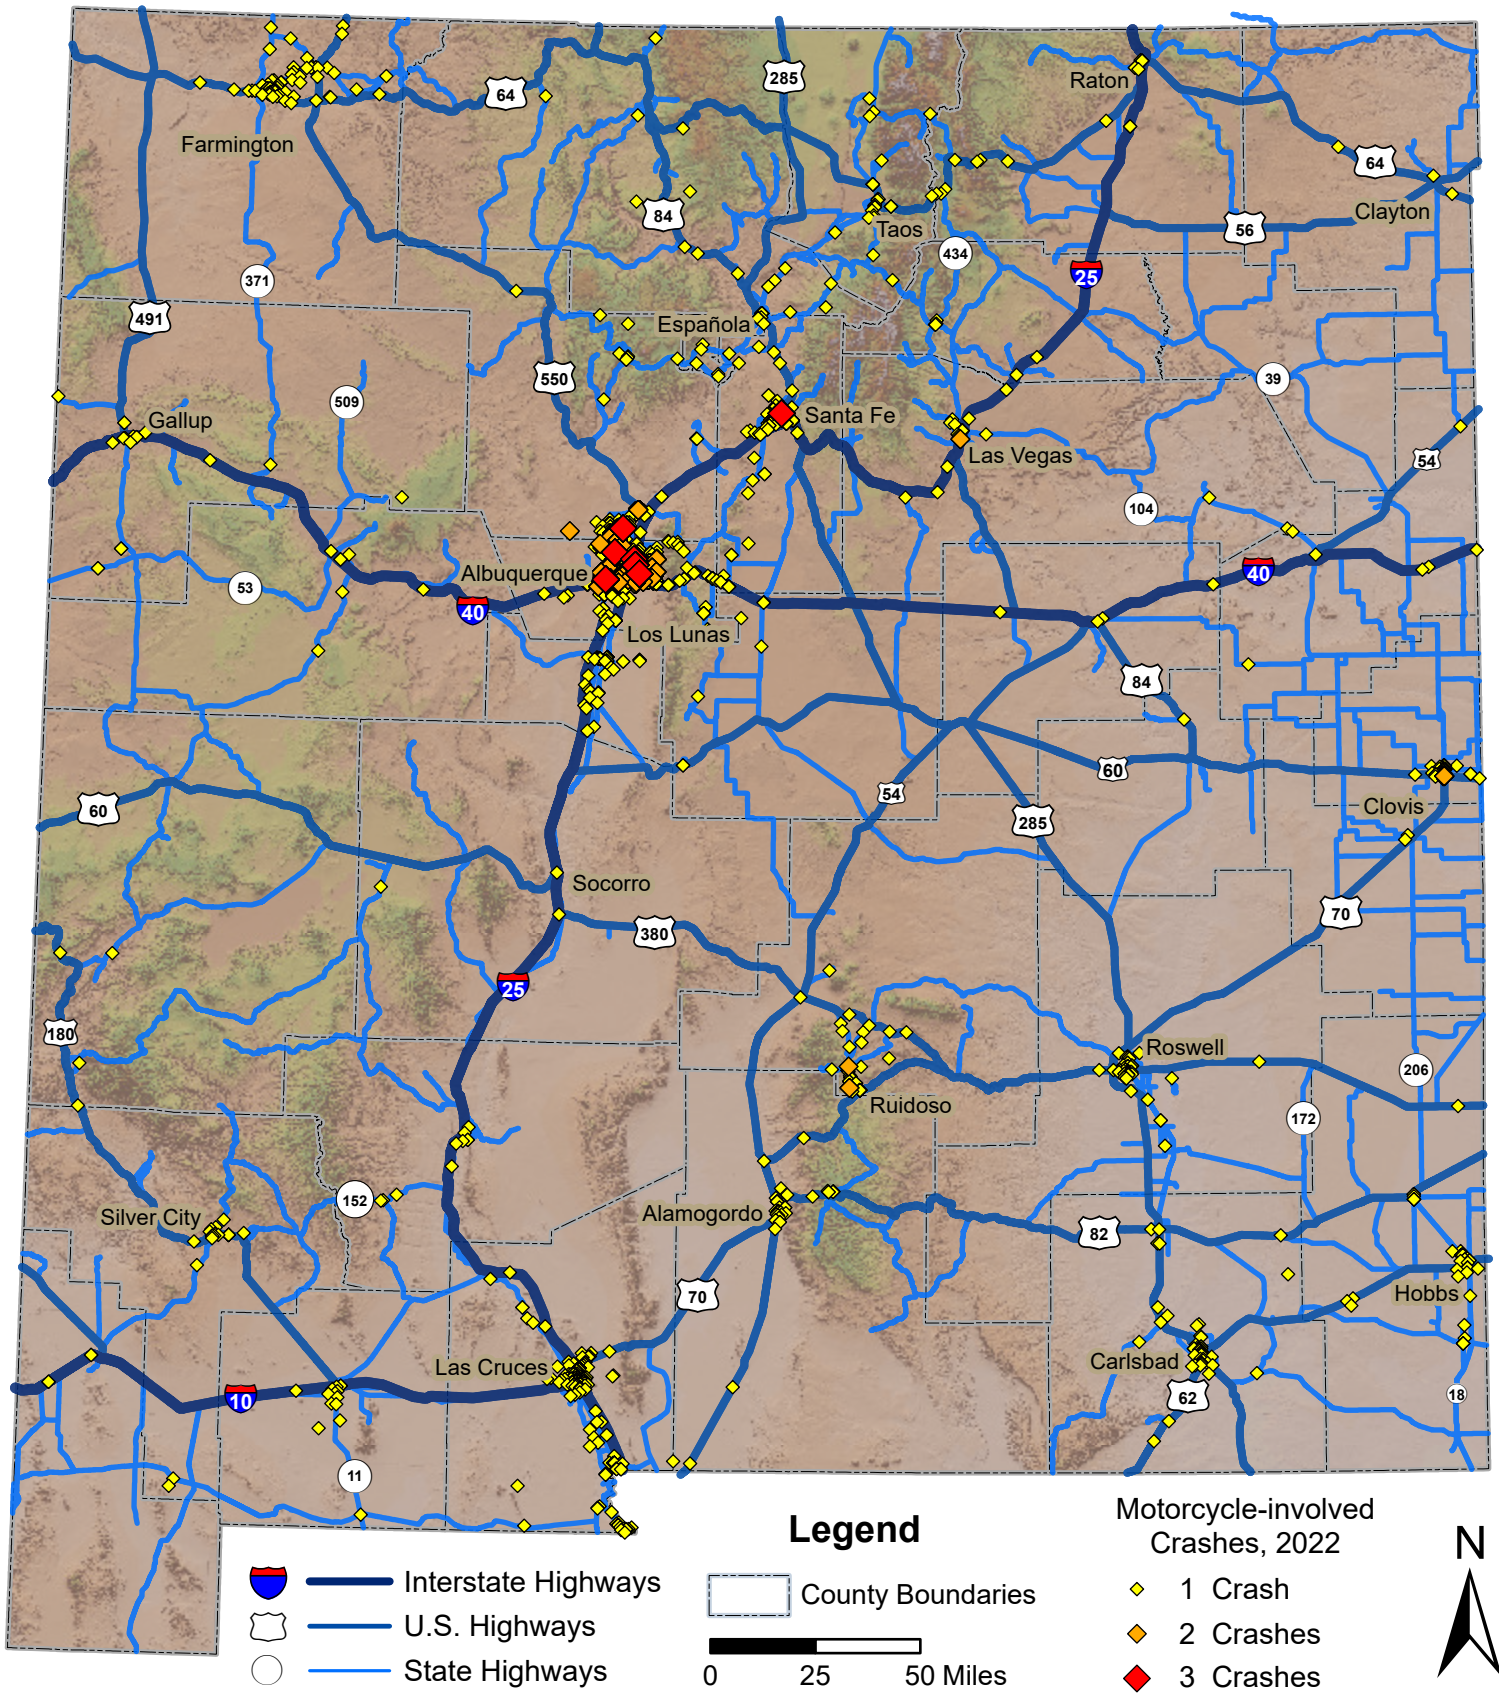 285
64
Raton
Farmington
64
84
Clayton
Taos
56
434
371
25
491
Española
550
39
509
Gallup
Santa Fe
Las Vegas
54
104
Albuquerque
40
53
40
Los Lunas
84
60
54
60
Clovis
285
Socorro
70
380
25
180
Roswell
206
Ruidoso
172
152
Silver City
Alamogordo
82
70
Hobbs
Las Cruces
Carlsbad
10
62
18
11
Legend
Interstate Highways
U.S. Highways
State Highways
County Boundaries
0 25 50 Miles
Motorcycle-involved
Crashes, 2022
1 Crash
2 Crashes
3 Crashes
N